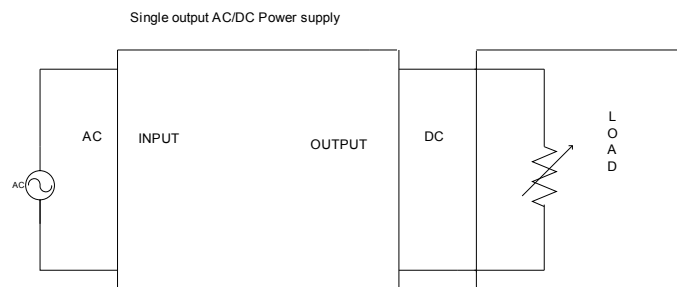 Single output AC/DC Power supply
AC
INPUT
OUTPUT
DC
AC
L
O
A
D